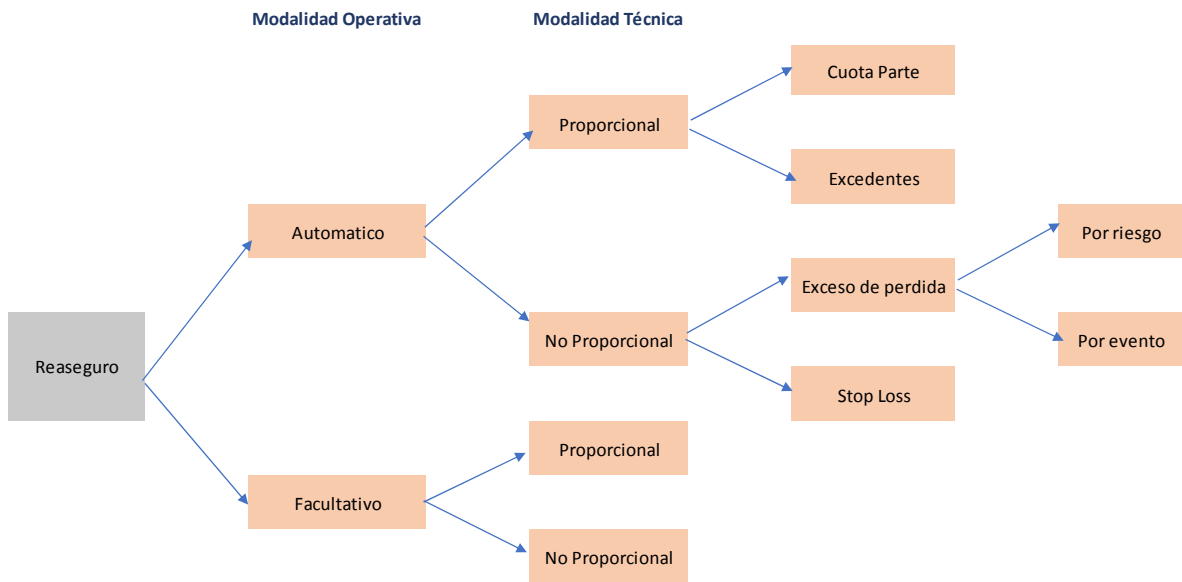 Modalidad Operativa
Modalidad Técnica
Cuota Parte
Proporcional
Excedentes
Automatico
Por riesgo
Exceso de perdida
No Proporcional
Por evento
Reaseguro
Stop Loss
Proporcional
Facultativo
No Proporcional